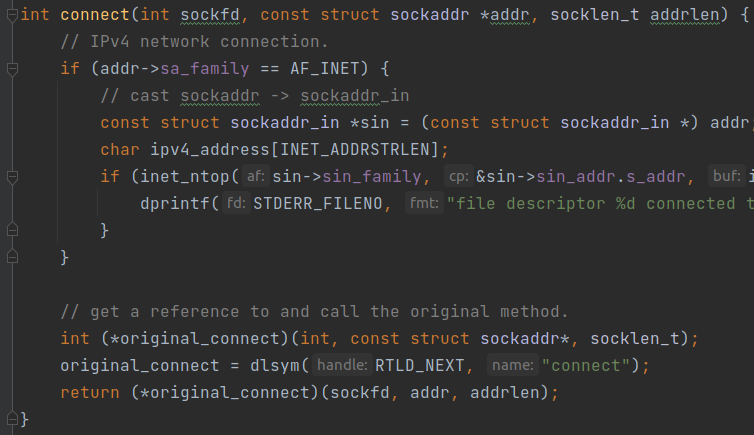 int connect(int sockfd, const struct sockaddr *addr, socklen_t addrlen) {
    // IPv4 network connection.
    if (addr->sa_family == AF_INET) {
        // cast sockaddr -> sockaddr_in
        const struct sockaddr_in *sin = (const struct sockaddr_in *) addr;
        char ipv4_address[INET_ADDRSTRLEN];
        if (inet_ntop( af: sin->sin_family, cp: &sin->sin_addr.s_addr, buf: i
            dprintf( fd: STDERR_FILENO, fmt: "file descriptor %d connected t
        }
    }

    // get a reference to and call the original method.
    int (*original_connect)(int, const struct sockaddr*, socklen_t);
    original_connect = dlsym( handle: RTLD_NEXT, name: "connect");
    return (*original_connect)(sockfd, addr, addrlen);
}